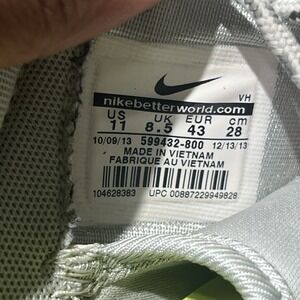 VH
nikebetterworld.com
US UK EUR cm
11 8.5 43 28
10/09/13 599432-800 12/13/13
MADE IN VIETNAM
FABRIQUE AU VIETNAM
104628383 UPC 00887229949828